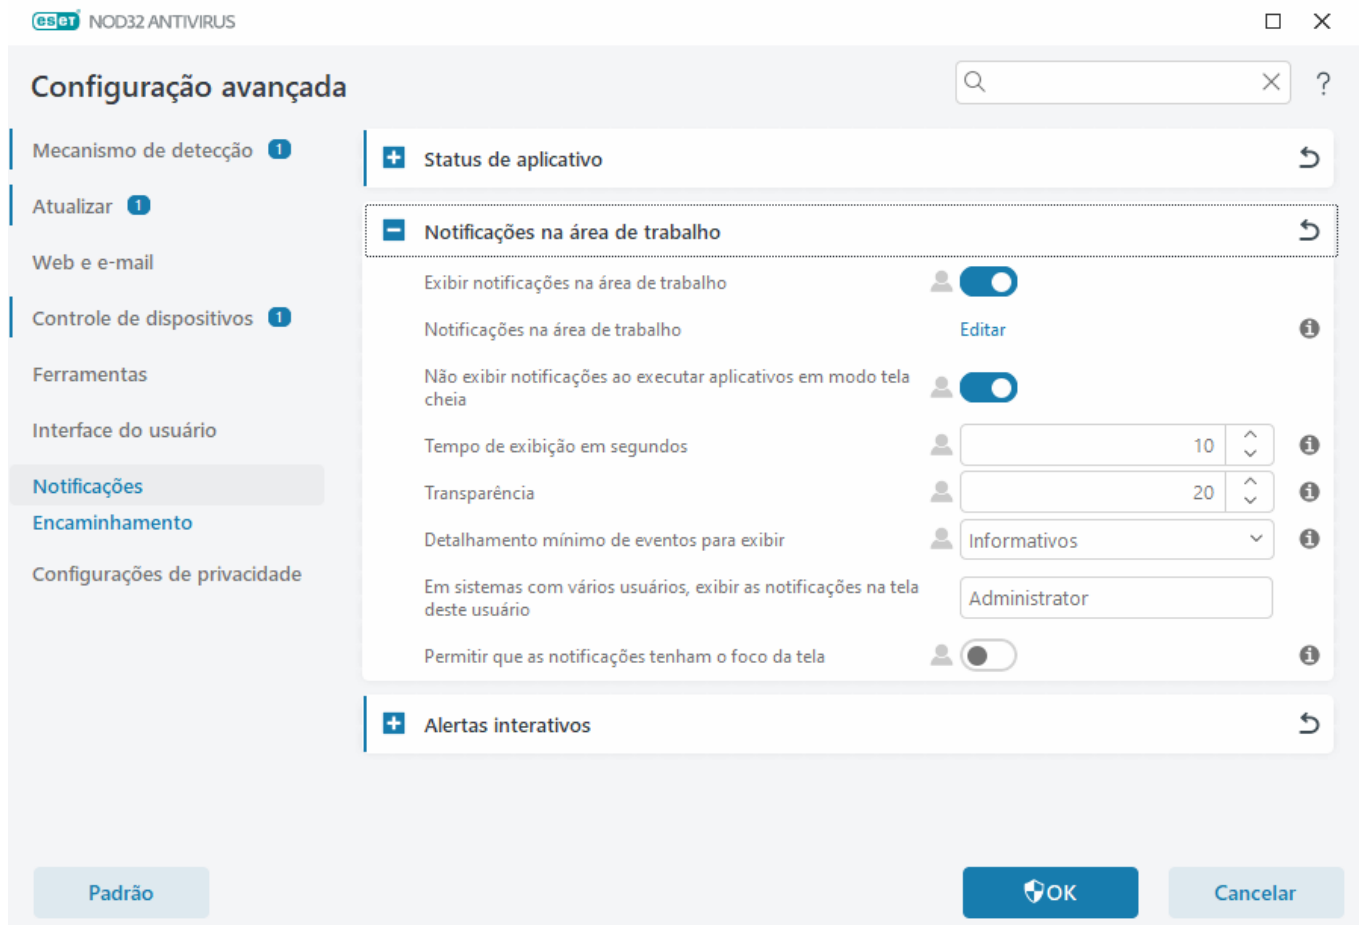 eset NOD32 ANTIVIRUS
Configuração avançada
?
Mecanismo de detecção 1
Atualizar 1
Web e e-mail
Controle de dispositivos 1
Ferramentas
Interface do usuário
Notificações
Encaminhamento
Configurações de privacidade
Status de aplicativo
Notificações na área de trabalho
Exibir notificações na área de trabalho
Notificações na área de trabalho Editar
Não exibir notificações ao executar aplicativos em modo tela
cheia
Tempo de exibição em segundos 10
Transparência 20
Detalhamento mínimo de eventos para exibir Informativos
Em sistemas com vários usuários, exibir as notificações na tela
deste usuário
Administrator
Permitir que as notificações tenham o foco da tela
Alertas interativos
Padrão
OK
Cancelar